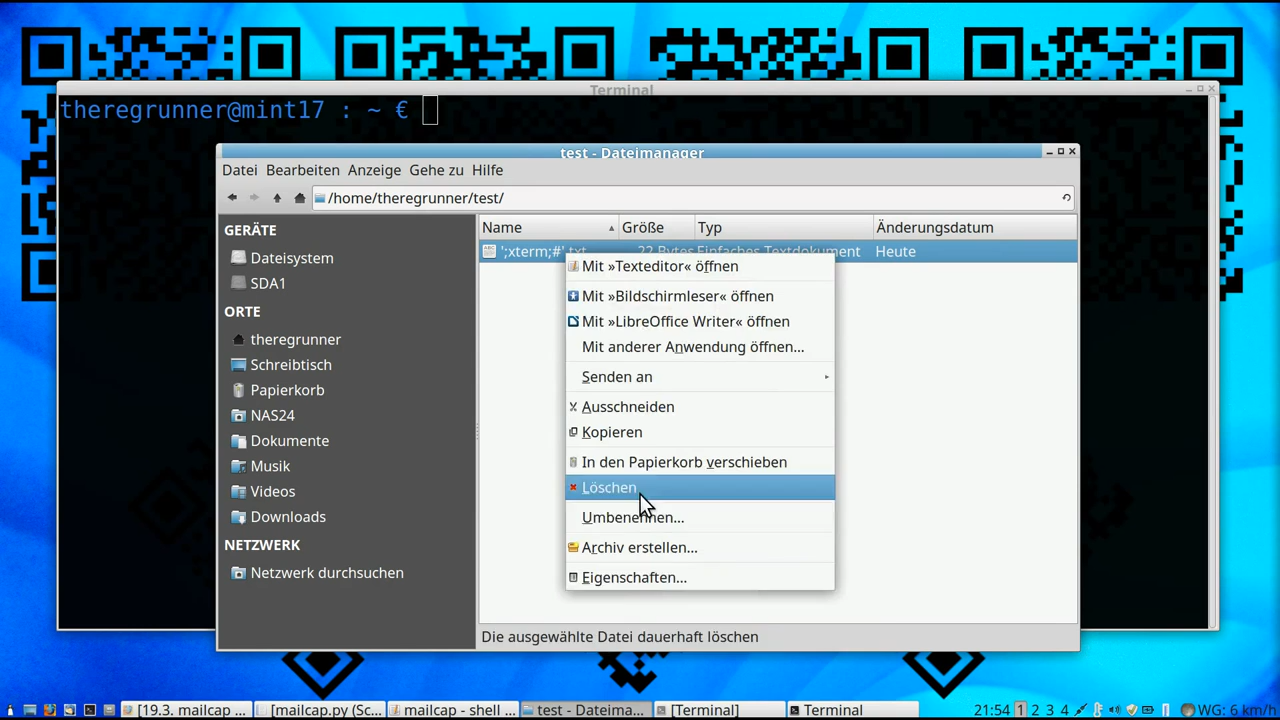 Terminal
theregrunner@mint17 : ~ €
test - Dateimanager
Datei Bearbeiten Anzeige Gehe zu Hilfe
/home/theregrunner/test/
GERÄTE
Dateisystem
SDA1
ORTE
theregrunner
Schreibtisch
Papierkorb
NAS24
Dokumente
Musik
Videos
Downloads
NETZWERK
Netzwerk durchsuchen
Name Größe Typ Änderungsdatum
';xterm;#'.txt 22 Bytes Einfaches Textdokument Heute
Mit »Texteditor« öffnen
Mit »Bildschirmleser« öffnen
Mit »LibreOffice Writer« öffnen
Mit anderer Anwendung öffnen...
Senden an
Ausschneiden
Kopieren
In den Papierkorb verschieben
Löschen
Umbenennen...
Archiv erstellen...
Eigenschaften...
Die ausgewählte Datei dauerhaft löschen
[19.3. mailcap ... [mailcap.py (Sc... mailcap - shell ... test - Dateima... [Terminal] Terminal 21:54 1 2 3 4 WG: 6 km/h